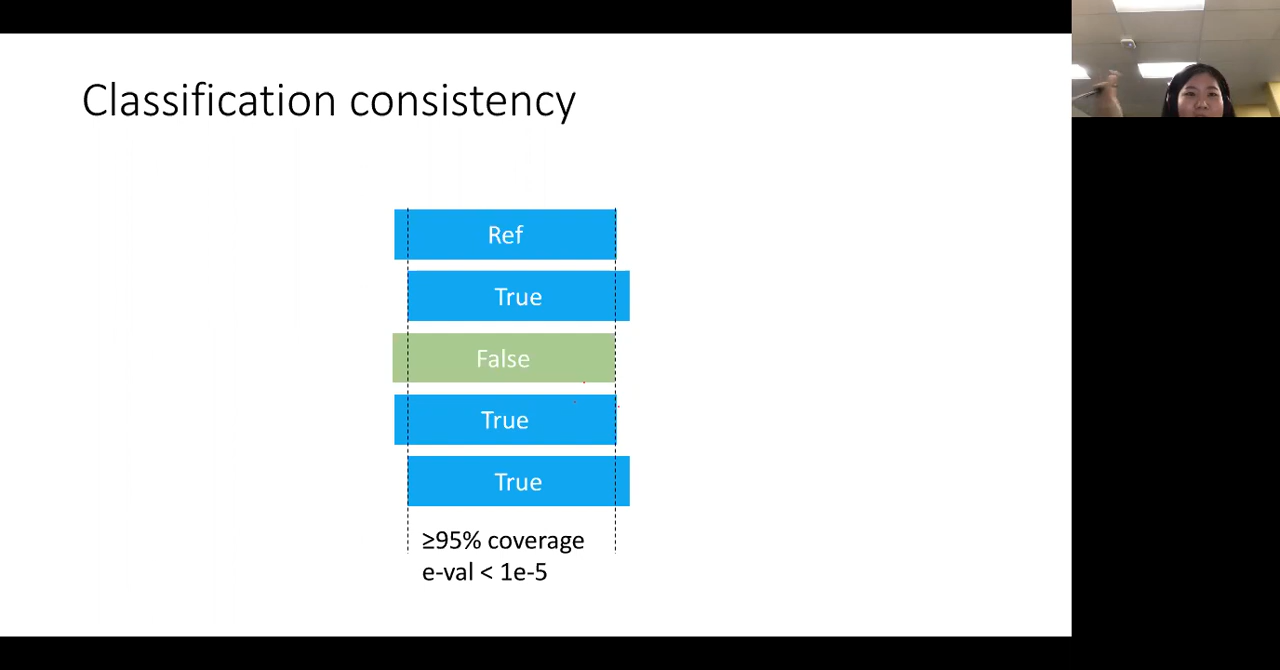 Classification consistency
Ref
True
False
True
True
≥95% coverage
e-val < 1e-5